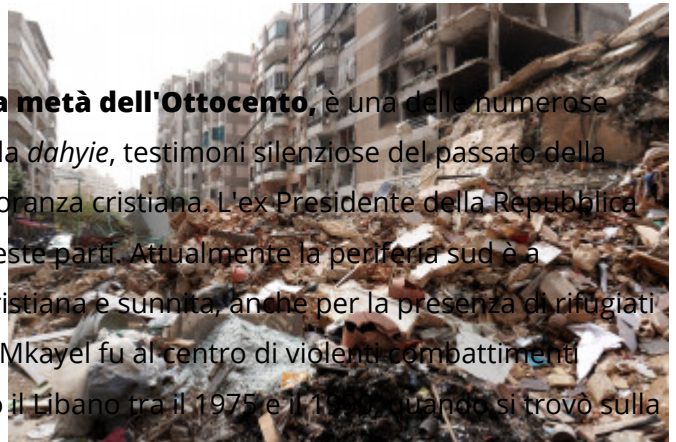 a metà dell'Ottocento, è una delle numerose
la dahyie, testimoni silenziose del passato della
oranza cristiana. L'ex Presidente della Repubblica
este parti. Attualmente la periferia sud è a
ristiana e sunnita, anche per la presenza di rifugiati
Mkayel fu al centro di violenti combattimenti
o il Libano tra il 1975 e il quando si trovò sulla